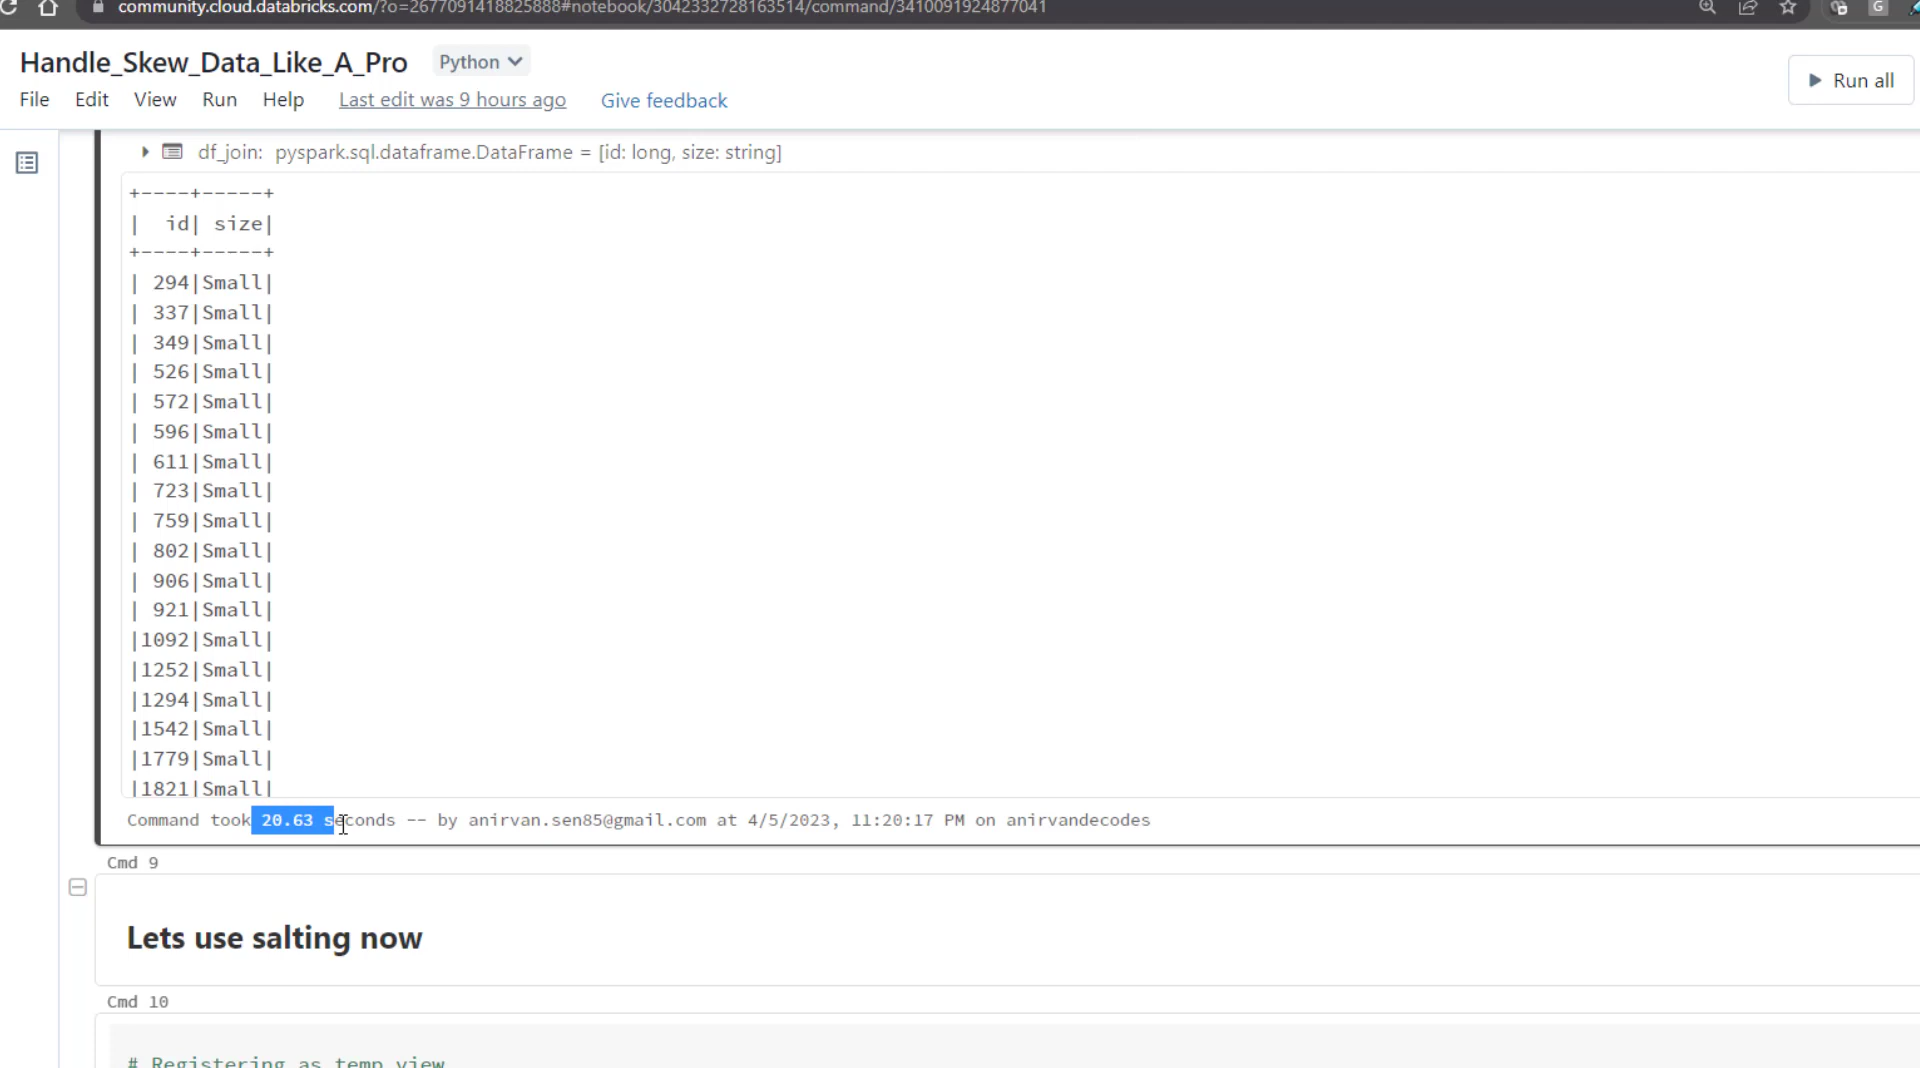 community.cloud.databricks.com/?o=2677091418825888#notebook/3042332728163514/command/3410091924877041
G
Handle_Skew_Data_Like_A_Pro
Python
Run all
File Edit View Run Help Last edit was 9 hours ago Give feedback
df_join: pyspark.sql.dataframe.DataFrame = [id: long, size: string]
+----+-----+
|  id| size|
+----+-----+
| 294|Small|
| 337|Small|
| 349|Small|
| 526|Small|
| 572|Small|
| 596|Small|
| 611|Small|
| 723|Small|
| 759|Small|
| 802|Small|
| 906|Small|
| 921|Small|
|1092|Small|
|1252|Small|
|1294|Small|
|1542|Small|
|1779|Small|
|1821|Small|
Command took 20.63 seconds -- by anirvan.sen85@gmail.com at 4/5/2023, 11:20:17 PM on anirvandecodes
Cmd 9
Lets use salting now
Cmd 10
# Registering as temp view